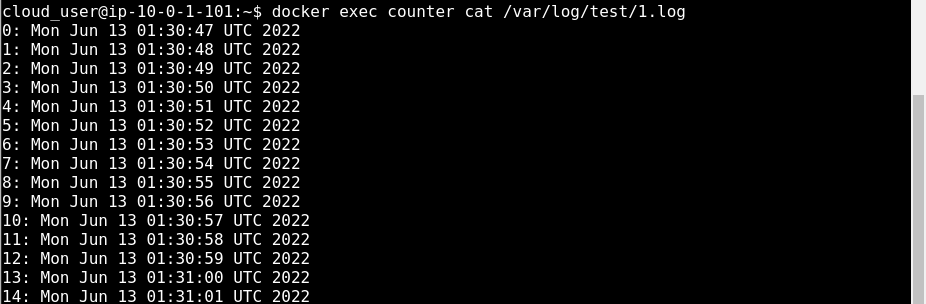 cloud_user@ip-10-0-1-101:~$ docker exec counter cat /var/log/test/1.log
0: Mon Jun 13 01:30:47 UTC 2022
1: Mon Jun 13 01:30:48 UTC 2022
2: Mon Jun 13 01:30:49 UTC 2022
3: Mon Jun 13 01:30:50 UTC 2022
4: Mon Jun 13 01:30:51 UTC 2022
5: Mon Jun 13 01:30:52 UTC 2022
6: Mon Jun 13 01:30:53 UTC 2022
7: Mon Jun 13 01:30:54 UTC 2022
8: Mon Jun 13 01:30:55 UTC 2022
9: Mon Jun 13 01:30:56 UTC 2022
10: Mon Jun 13 01:30:57 UTC 2022
11: Mon Jun 13 01:30:58 UTC 2022
12: Mon Jun 13 01:30:59 UTC 2022
13: Mon Jun 13 01:31:00 UTC 2022
14: Mon Jun 13 01:31:01 UTC 2022